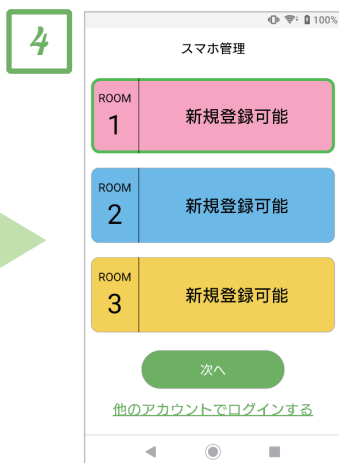 4
100%
スマホ管理
ROOM
1
新規登録可能
ROOM
2
新規登録可能
ROOM
3
新規登録可能
次へ
他のアカウントでログインする